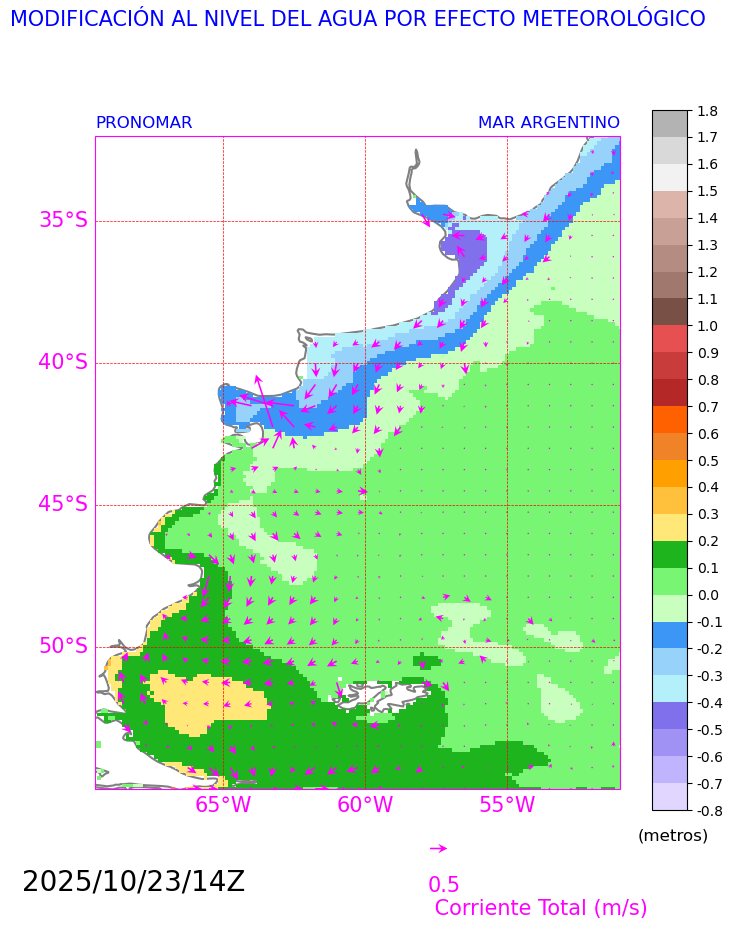 MODIFICACIÓN AL NIVEL DEL AGUA POR EFECTO METEOROLÓGICO
PRONOMAR
MAR ARGENTINO
1.8
1.7
1.6
1.5
1.4
1.3
1.2
1.1
1.0
0.9
0.8
0.7
0.6
0.5
0.4
0.3
0.2
0.1
0.0
-0.1
-0.2
-0.3
-0.4
-0.5
-0.6
-0.7
-0.8
(metros)
35°S
40°S
45°S
50°S
65°W
60°W
55°W
2025/10/23/14Z
0.5
Corriente Total (m/s)